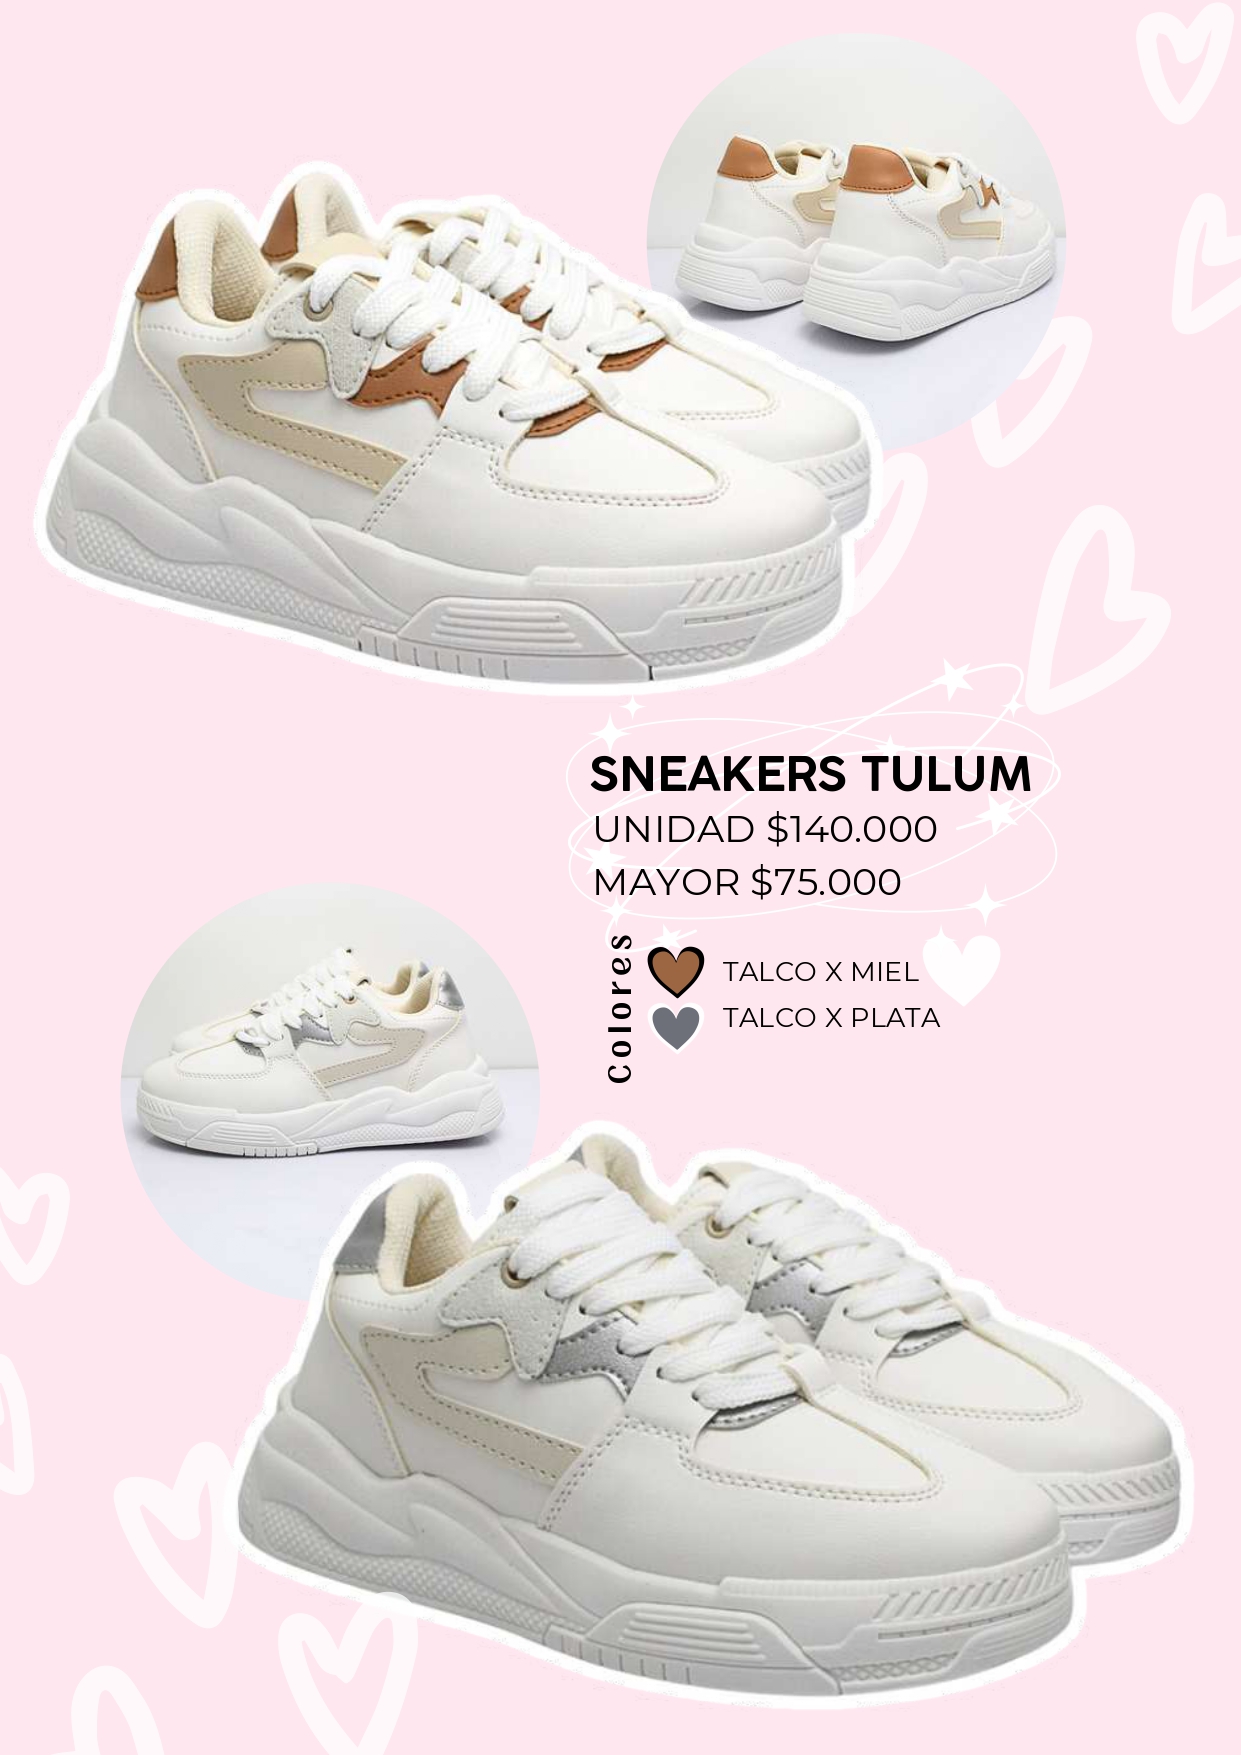 SNEAKERS TULUM
UNIDAD $140.000
MAYOR $75.000
Colores
TALCO X MIEL
TALCO X PLATA